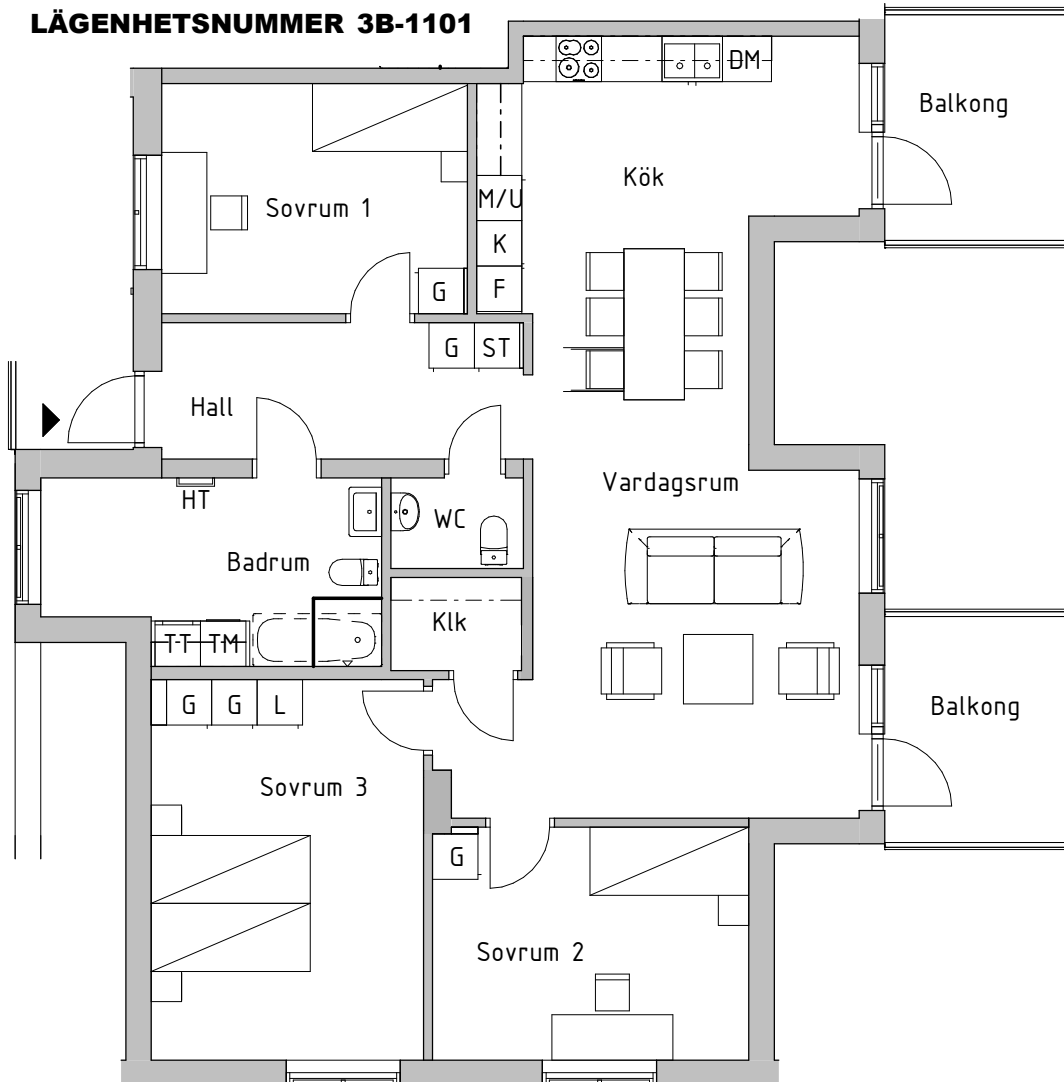 LÄGENHETSNUMMER 3B-1101
DM
Balkong
Kök
M/U
Sovrum 1
K
G
F
G
ST
Hall
Vardagsrum
HT
WC
Badrum
Klk
TT
TM
G
G
L
Balkong
Sovrum 3
G
Sovrum 2